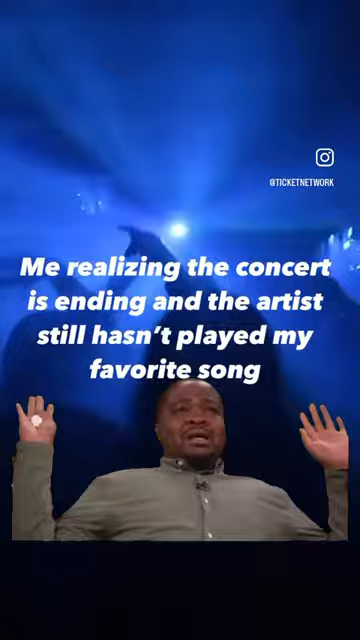 @TICKETNETWORK
Me realizing the concert
is ending and the artist
still hasn't played my
favorite song